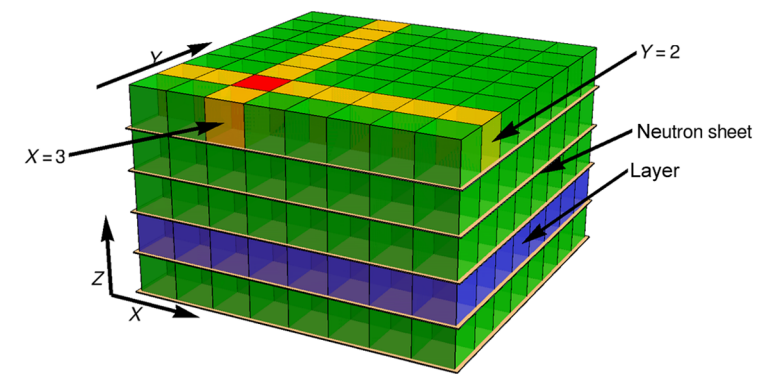 Y
Y = 2
Neutron sheet
X = 3
Layer
Z
X